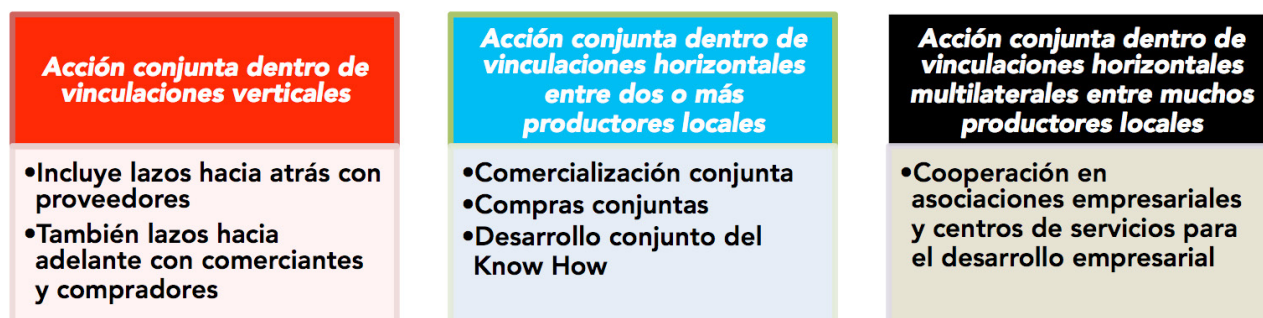 Acción conjunta dentro de
vinculaciones verticales
•Incluye lazos hacia atrás con
proveedores
•También lazos hacia
adelante con comerciantes
y compradores
Acción conjunta dentro de
vinculaciones horizontales
entre dos o más
productores locales
•Comercialización conjunta
•Compras conjuntas
•Desarrollo conjunto del
Know How
Acción conjunta dentro de
vinculaciones horizontales
multilaterales entre muchos
productores locales
•Cooperación en
asociaciones empresariales
y centros de servicios para
el desarrollo empresarial